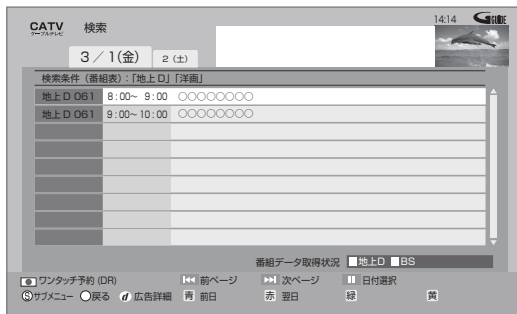 CATV 検索 14:14 G GUIDE
ケーブルテレビ
3／1(金) 2(土)
検索条件（番組表）：「地上D」「洋画」
地上D 061 8:00～ 9:00 ○○○○○○○○
地上D 061 9:00～10:00 ○○○○○○○○
番組データ取得状況 地上D BS
ワンタッチ予約(DR) 前ページ 次ページ 日付選択
Ⓢサブメニュー 戻る d 広告詳細 青 前日 赤 翌日 緑 黄